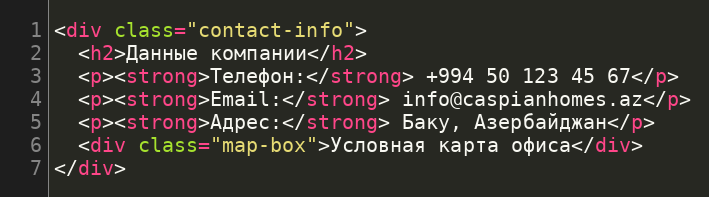 1 <div class="contact-info">
2   <h2>Данные компании</h2>
3   <p><strong>Телефон:</strong> +994 50 123 45 67</p>
4   <p><strong>Email:</strong> info@caspianhomes.az</p>
5   <p><strong>Адрес:</strong> Баку, Азербайджан</p>
6   <div class="map-box">Условная карта офиса</div>
7 </div>